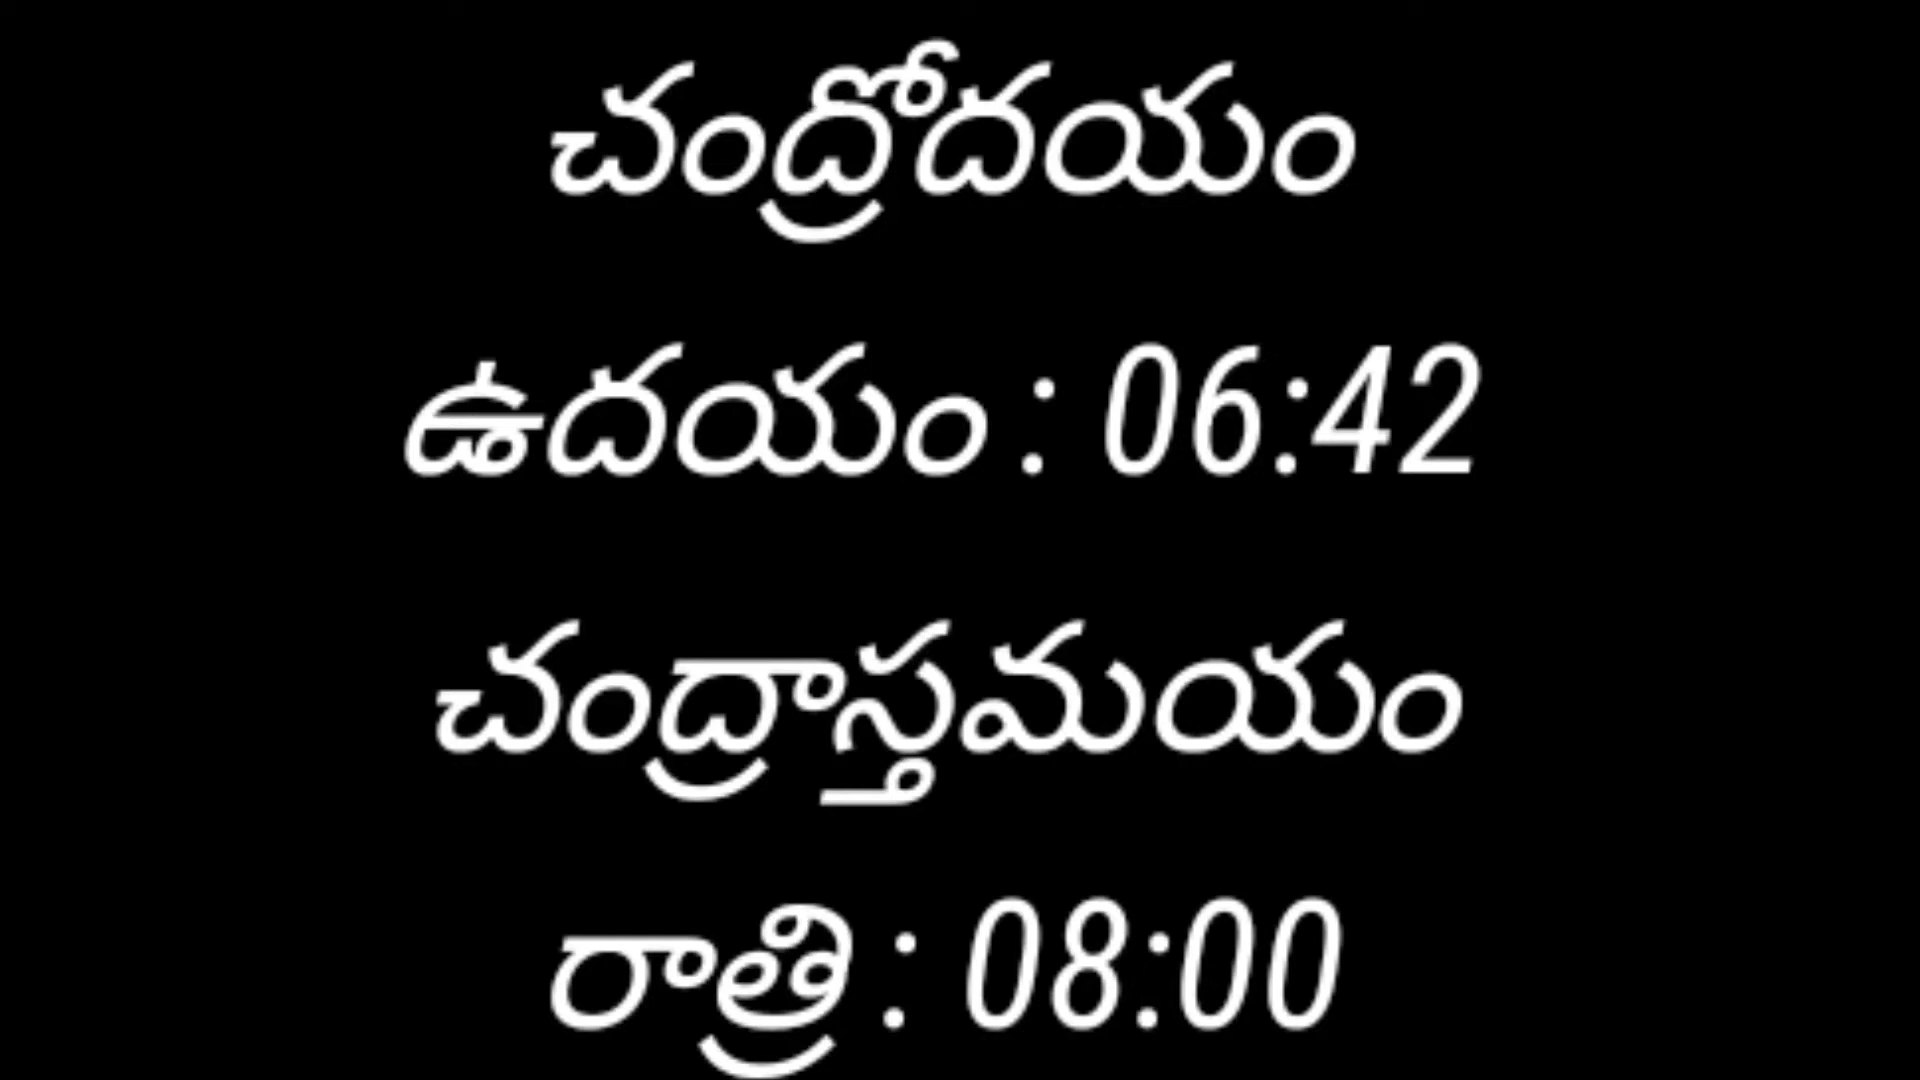 చంద్రోదయం
ఉదయం : 06:42
చంద్రాస్తమయం
రాత్రి : 08:00